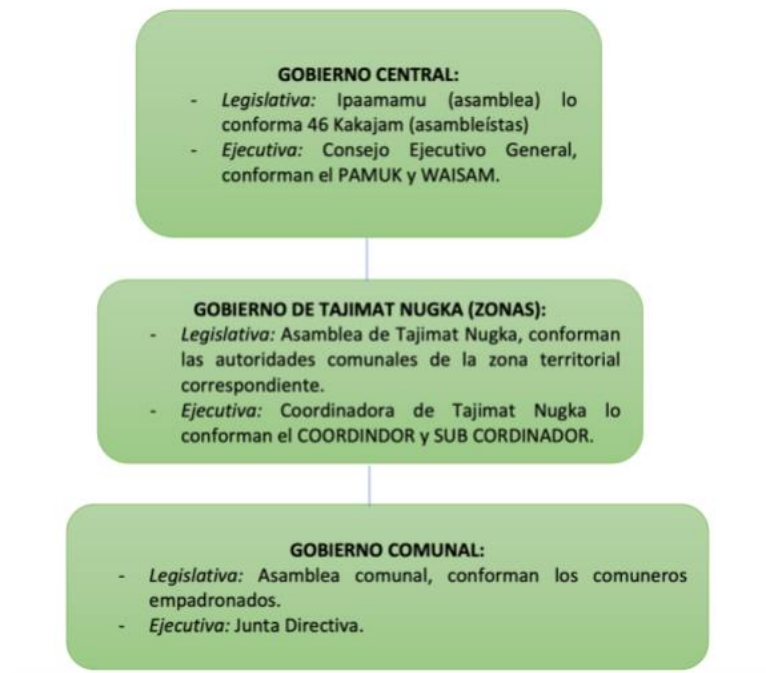 GOBIERNO CENTRAL:
- Legislativa: Ipaamamu (asamblea) lo
conforma 46 Kakajam (asambleístas)
- Ejecutiva: Consejo Ejecutivo General,
conforman el PAMUK y WAISAM.
GOBIERNO DE TAJIMAT NUGKA (ZONAS):
- Legislativa: Asamblea de Tajimat Nugka, conforman
las autoridades comunales de la zona territorial
correspondiente.
- Ejecutiva: Coordinadora de Tajimat Nugka lo
conforman el COORDINDOR y SUB CORDINADOR.
GOBIERNO COMUNAL:
- Legislativa: Asamblea comunal, conforman los comuneros
empadronados.
- Ejecutiva: Junta Directiva.